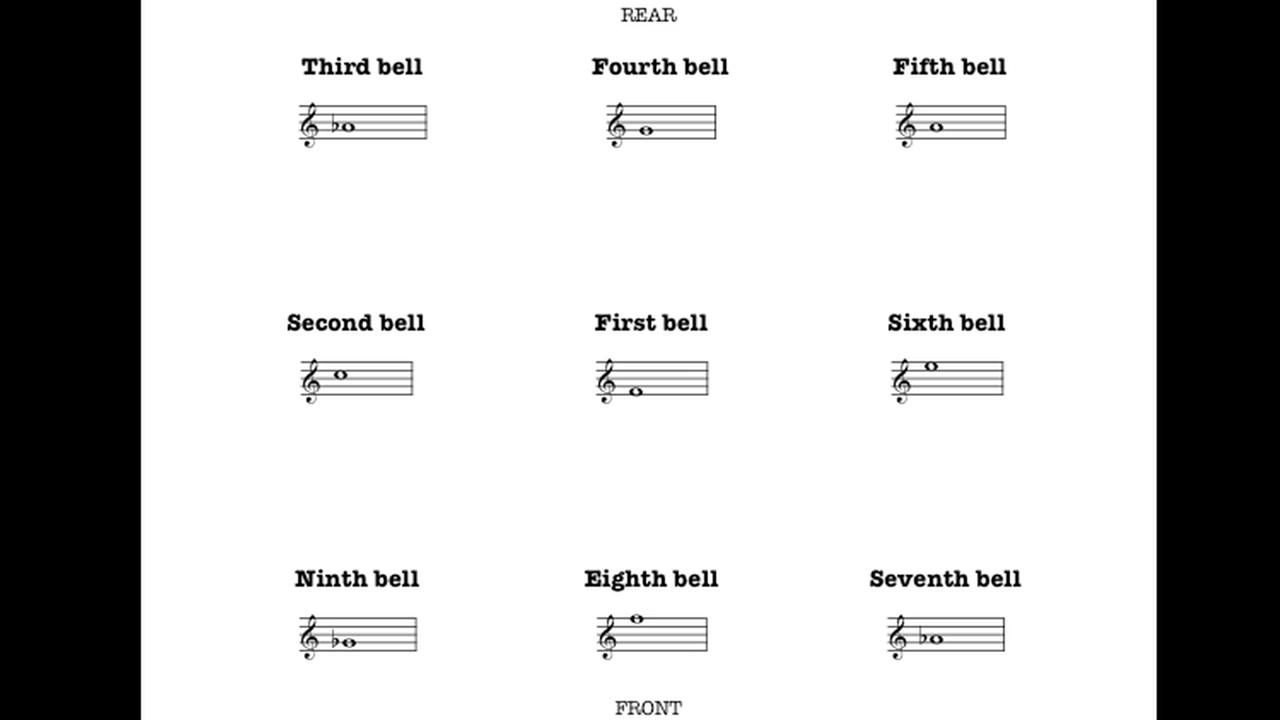 REAR
Third bell
Fourth bell
Fifth bell
Second bell
First bell
Sixth bell
Ninth bell
Eighth bell
Seventh bell
FRONT